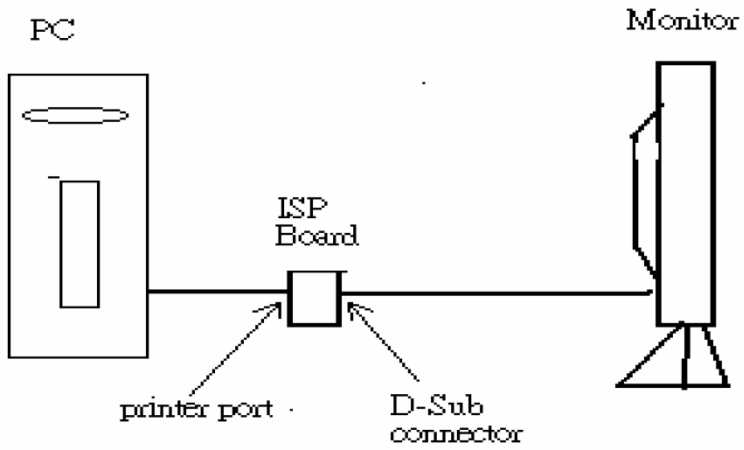 PC
Monitor
ISP
Board
printer port
D-Sub
connector